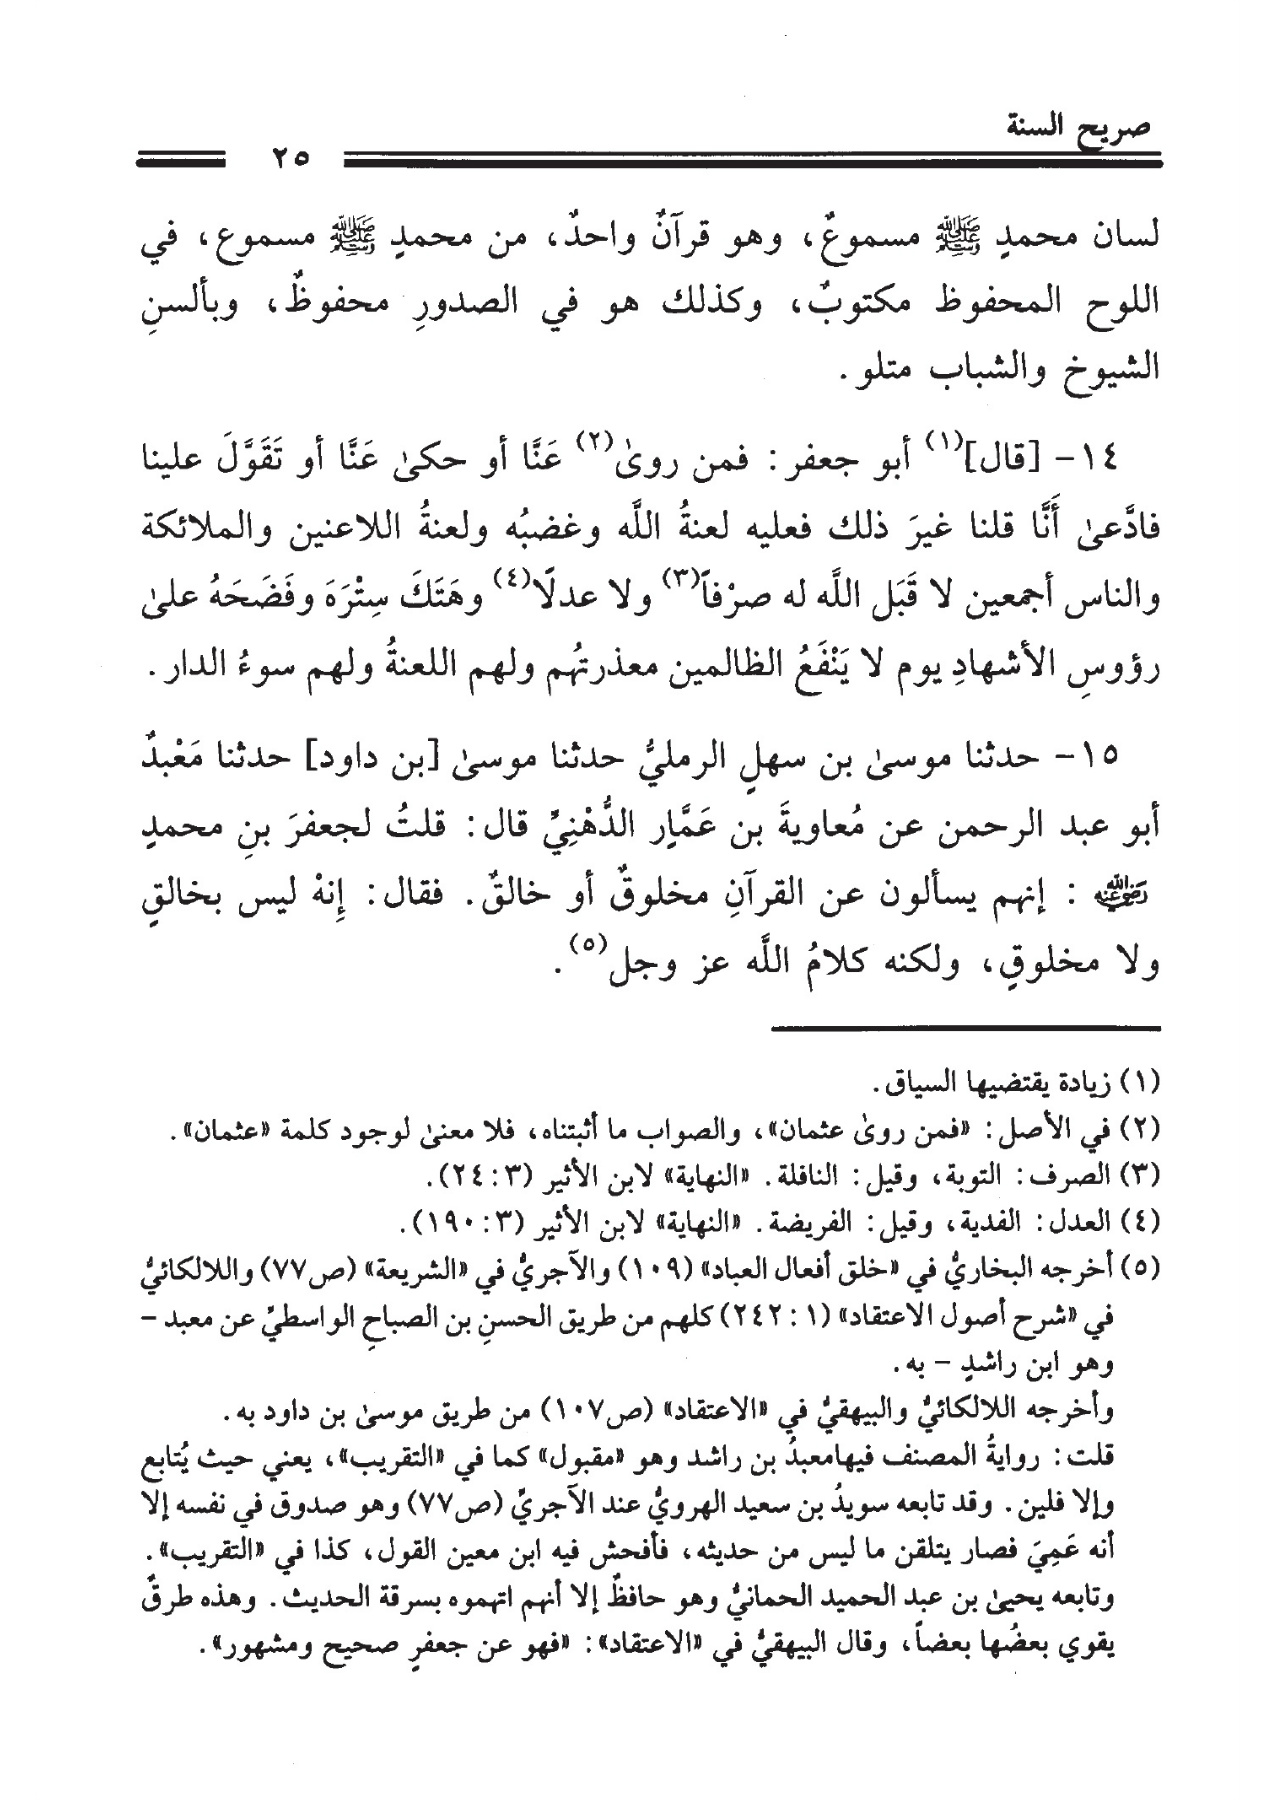 صريح السنة
٢٥
لسان محمدٍ ﷺ مسموعٌ، وهو قرآنٌ واحدٌ، من محمدٍ ﷺ مسموع، في
اللوح المحفوظ مكتوبٌ، وكذلك هو في الصدورِ محفوظٌ، وبألسنِ
الشيوخ والشباب متلو.
١٤- [قال](١) أبو جعفر: فمن روىٰ(٢) عَنَّا أو حكىٰ عَنَّا أو تَقَوَّلَ علينا
فادَّعىٰ أَنَّا قلنا غيرَ ذلك فعليه لعنةُ اللَّه وغضبُه ولعنةُ اللاعنين والملائكة
والناس أجمعين لا قَبَل اللَّه له صرْفاً(٣) ولا عدلًا(٤) وهَتَكَ سِتْرَهَ وفَضَحَهُ علىٰ
رؤوسِ الأشهادِ يوم لا يَنْفَعُ الظالمين معذرتهُم ولهم اللعنةُ ولهم سوءُ الدار.
١٥- حدثنا موسىٰ بن سهلٍ الرمليُّ حدثنا موسىٰ [بن داود] حدثنا مَعْبدٌ
أبو عبد الرحمن عن مُعاويةَ بن عَمَّارٍ الدُّهْنِيِّ قال: قلتُ لجعفرَ بنِ محمدٍ
رضي الله عنه: إنهم يسألون عن القرآنِ مخلوقٌ أو خالقٌ. فقال: إِنهْ ليس بخالقٍ
ولا مخلوقٍ، ولكنه كلامُ اللَّه عز وجل(٥).
(١) زيادة يقتضيها السياق.
(٢) في الأصل: «فمن روىٰ عثمان»، والصواب ما أثبتناه، فلا معنىٰ لوجود كلمة «عثمان».
(٣) الصرف: التوبة، وقيل: النافلة. «النهاية» لابن الأثير (٣: ٢٤).
(٤) العدل: الفدية، وقيل: الفريضة. «النهاية» لابن الأثير (٣: ١٩٠).
(٥) أخرجه البخاريُّ في «خلق أفعال العباد» (١٠٩) والآجريُّ في «الشريعة» (ص٧٧) واللالكائيُّ
في «شرح أصول الاعتقاد» (١: ٢٤٢) كلهم من طريق الحسنِ بن الصباحِ الواسطيِّ عن معبد -
وهو ابن راشدٍ - به.
وأخرجه اللالكائيُّ والبيهقيُّ في «الاعتقاد» (ص١٠٧) من طريق موسىٰ بن داود به.
قلت: روايةُ المصنف فيهامعبدُ بن راشد وهو «مقبول» كما في «التقريب»، يعني حيث يُتابع
وإلا فلين. وقد تابعه سويدُ بن سعيد الهرويُّ عند الآجريِّ (ص٧٧) وهو صدوق في نفسه إلا
أنه عَمِيَ فصار يتلقن ما ليس من حديثه، فأفحش فيه ابن معين القول، كذا في «التقريب».
وتابعه يحيىٰ بن عبد الحميد الحمانيُّ وهو حافظٌ إلا أنهم اتهموه بسرقة الحديث. وهذه طرقٌ
يقوي بعضُها بعضاً، وقال البيهقيُّ في «الاعتقاد»: «فهو عن جعفرٍ صحيح ومشهور».